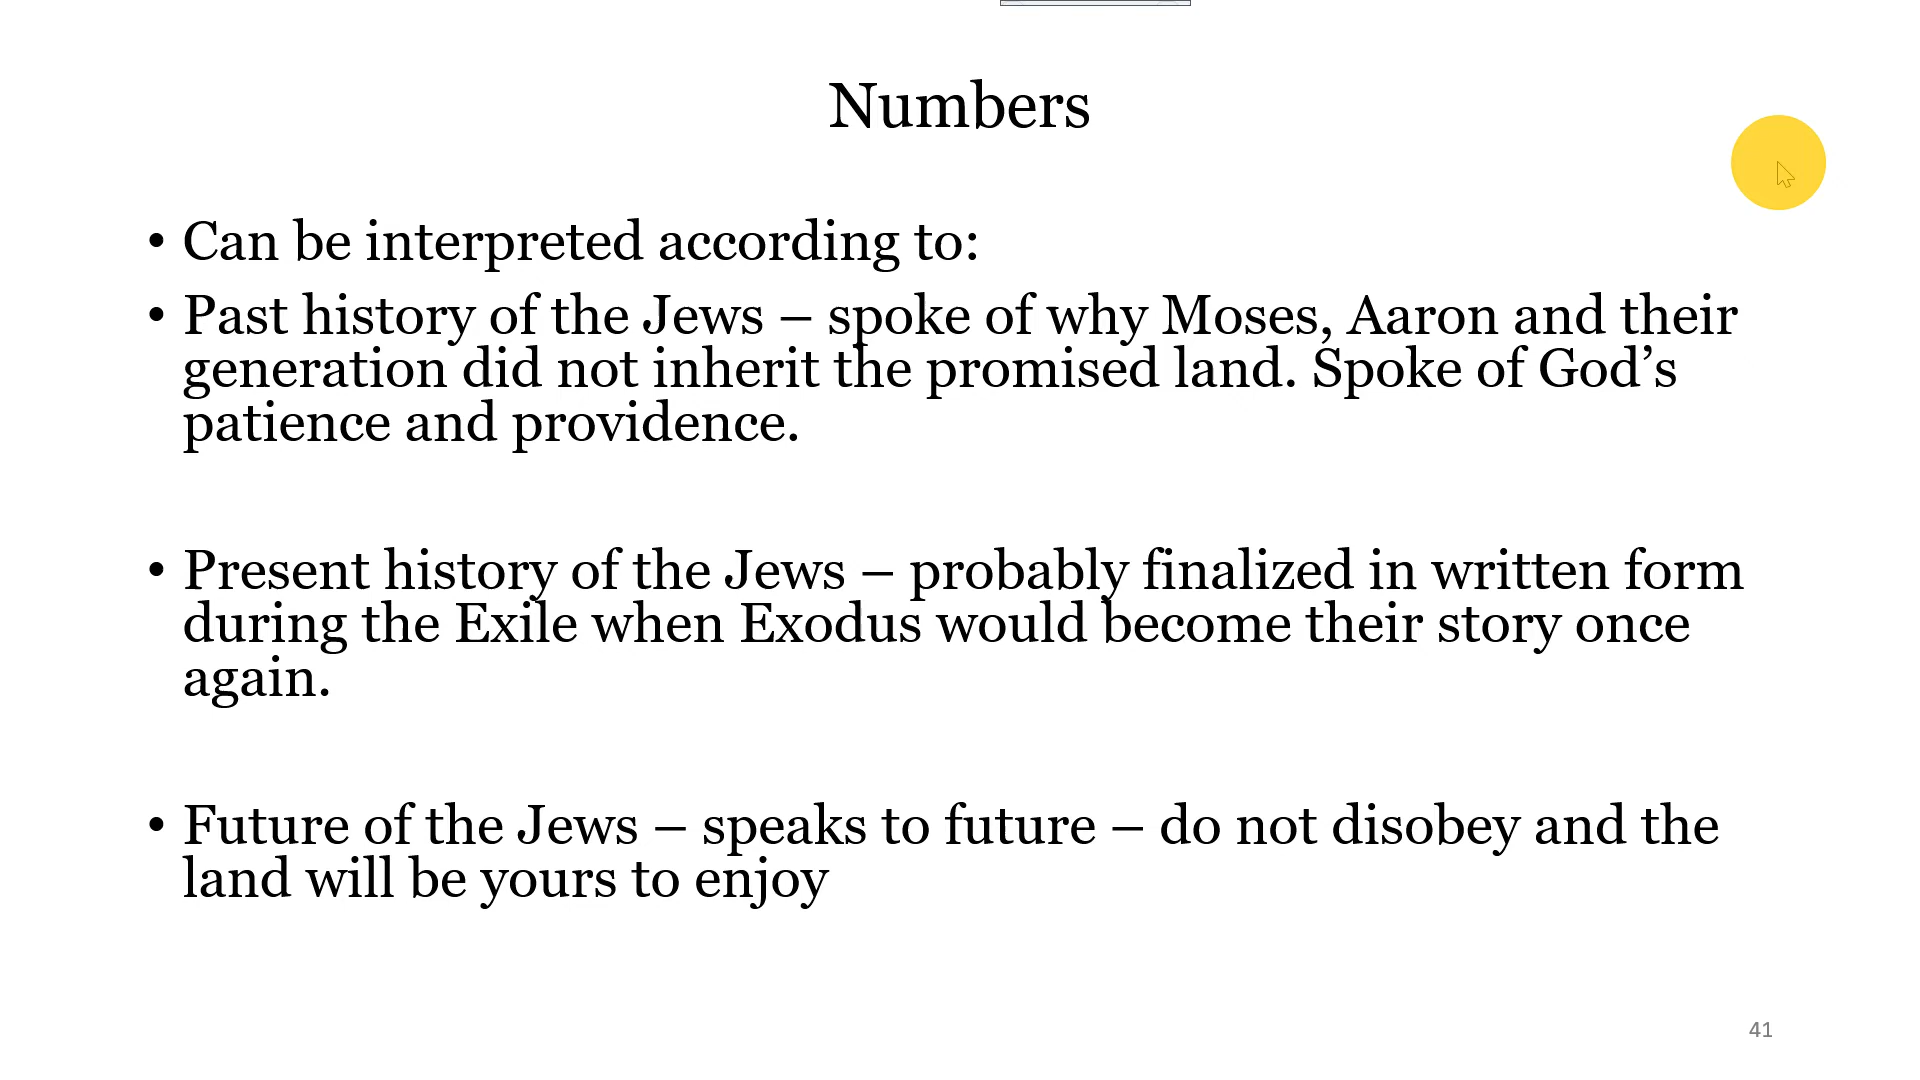 Numbers
• Can be interpreted according to:
• Past history of the Jews – spoke of why Moses, Aaron and their
generation did not inherit the promised land. Spoke of God’s
patience and providence.
• Present history of the Jews – probably finalized in written form
during the Exile when Exodus would become their story once
again.
• Future of the Jews – speaks to future – do not disobey and the
land will be yours to enjoy
41